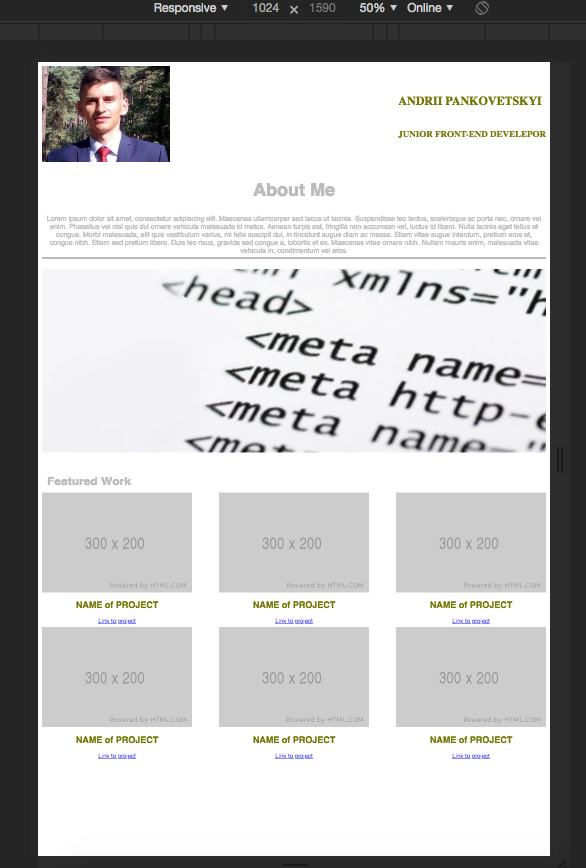 Responsive ▼ 1024 × 1590 50% ▼ Online ▼
ANDRII PANKOVETSKYI
JUNIOR FRONT-END DEVELEPOR
About Me
Lorem ipsum dolor sit amet, consectetur adipiscing elit. Maecenas ullamcorper sed lacus ut lacinia. Suspendisse leo lectus, scelerisque ac porta nec, ornare vel
enim. Phasellus vel nisl quis dui ornare vehicula malesuada id metus. Aenean turpis est, fringilla non accumsan vel, luctus id libero. Nulla lacinia eget tellus et
congue. Morbi malesuada, elit quis vestibulum varius, mi felis suscipit dui, in tincidunt augue diam ac massa. Etiam vitae augue interdum, pretium eros et,
congue nibh. Etiam sed pretium libero. Duis leo risus, gravida sed congue a, lobortis et ex. Maecenas vitae ornare nibh. Nullam mauris enim, malesuada vitae
vehicula in, condimentum vel eros.
xmlns="h
<head>
<meta name=
<meta http-e
<meta name="
<met
Featured Work
300 x 200 300 x 200 300 x 200
Powered by HTML.COM Powered by HTML.COM Powered by HTML.COM
NAME of PROJECT NAME of PROJECT NAME of PROJECT
Link to project Link to project Link to project
300 x 200 300 x 200 300 x 200
Powered by HTML.COM Powered by HTML.COM Powered by HTML.COM
NAME of PROJECT NAME of PROJECT NAME of PROJECT
Link to project Link to project Link to project